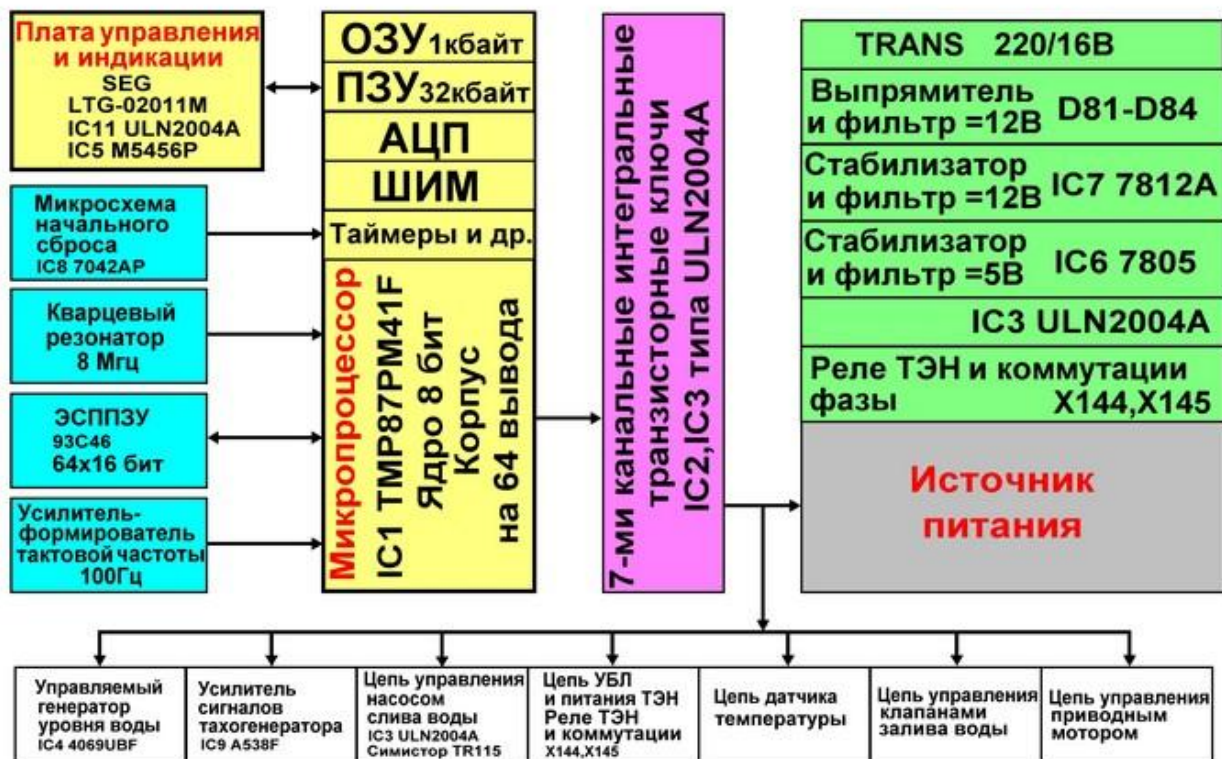 Плата управления
и индикации
SEG
LTG-02011M
IC11 ULN2004A
IC5 M5456P
Микросхема
начального
сброса
IC8 7042AP
Кварцевый
резонатор
8 Мгц
ЭСППЗУ
93C46
64x16 бит
Усилитель-
формирователь
тактовой частоты
100Гц
ОЗУ 1кбайт
ПЗУ 32кбайт
АЦП
ШИМ
Таймеры и др.
Микропроцессор
IC1 TMP87PM41F
Ядро 8 бит
Корпус
на 64 вывода
7-ми канальные интегральные
транзисторные ключи
IC2,IC3 типа ULN2004A
TRANS 220/16В
Выпрямитель
и фильтр =12В D81-D84
Стабилизатор
и фильтр =12В IC7 7812A
Стабилизатор
и фильтр =5В IC6 7805
IC3 ULN2004A
Реле ТЭН и коммутации
фазы X144,X145
Источник
питания
Управляемый
генератор
уровня воды
IC4 4069UBF
Усилитель
сигналов
тахогенератора
IC9 A538F
Цепь управления
насосом
слива воды
IC3 ULN2004A
Симистор TR115
Цепь УБЛ
и питания ТЭН
Реле ТЭН
и коммутации
X144,X145
Цепь датчика
температуры
Цепь управления
клапанами
залива воды
Цепь управления
приводным
мотором